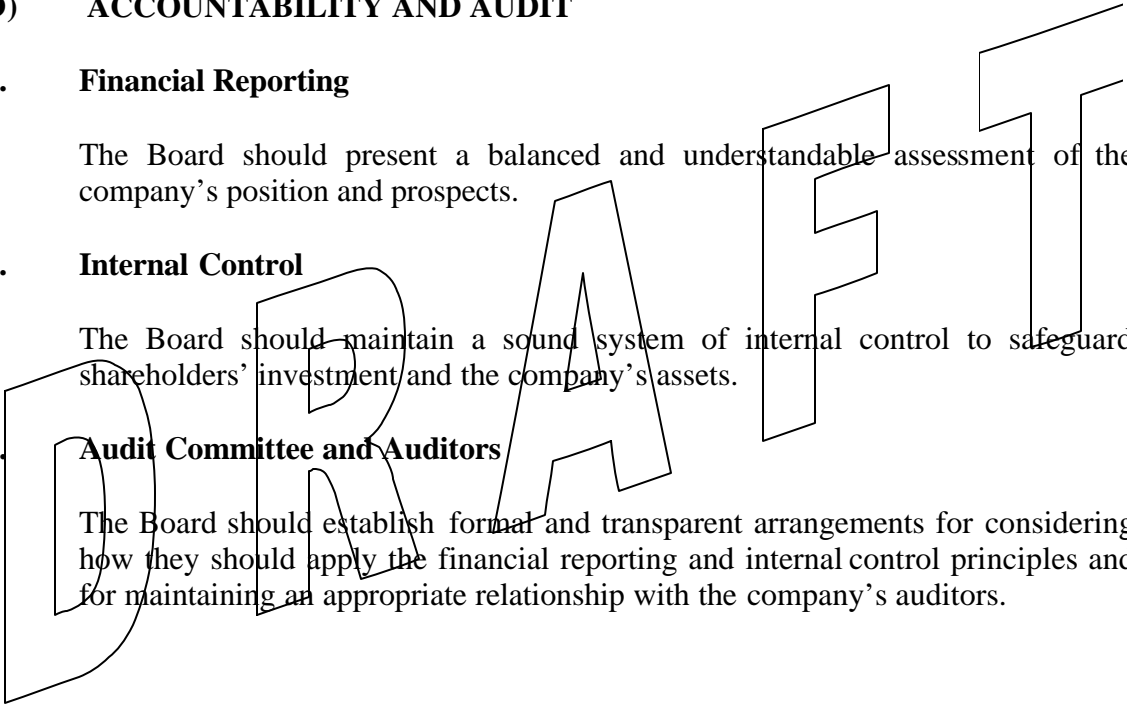 ) ACCOUNTABILITY AND AUDIT
. Financial Reporting
The Board should present a balanced and understandable assessment of the
company’s position and prospects.
. Internal Control
The Board should maintain a sound system of internal control to safeguard
shareholders’ investment and the company’s assets.
. Audit Committee and Auditors
The Board should establish formal and transparent arrangements for considering
how they should apply the financial reporting and internal control principles and
for maintaining an appropriate relationship with the company’s auditors.
DRAFT